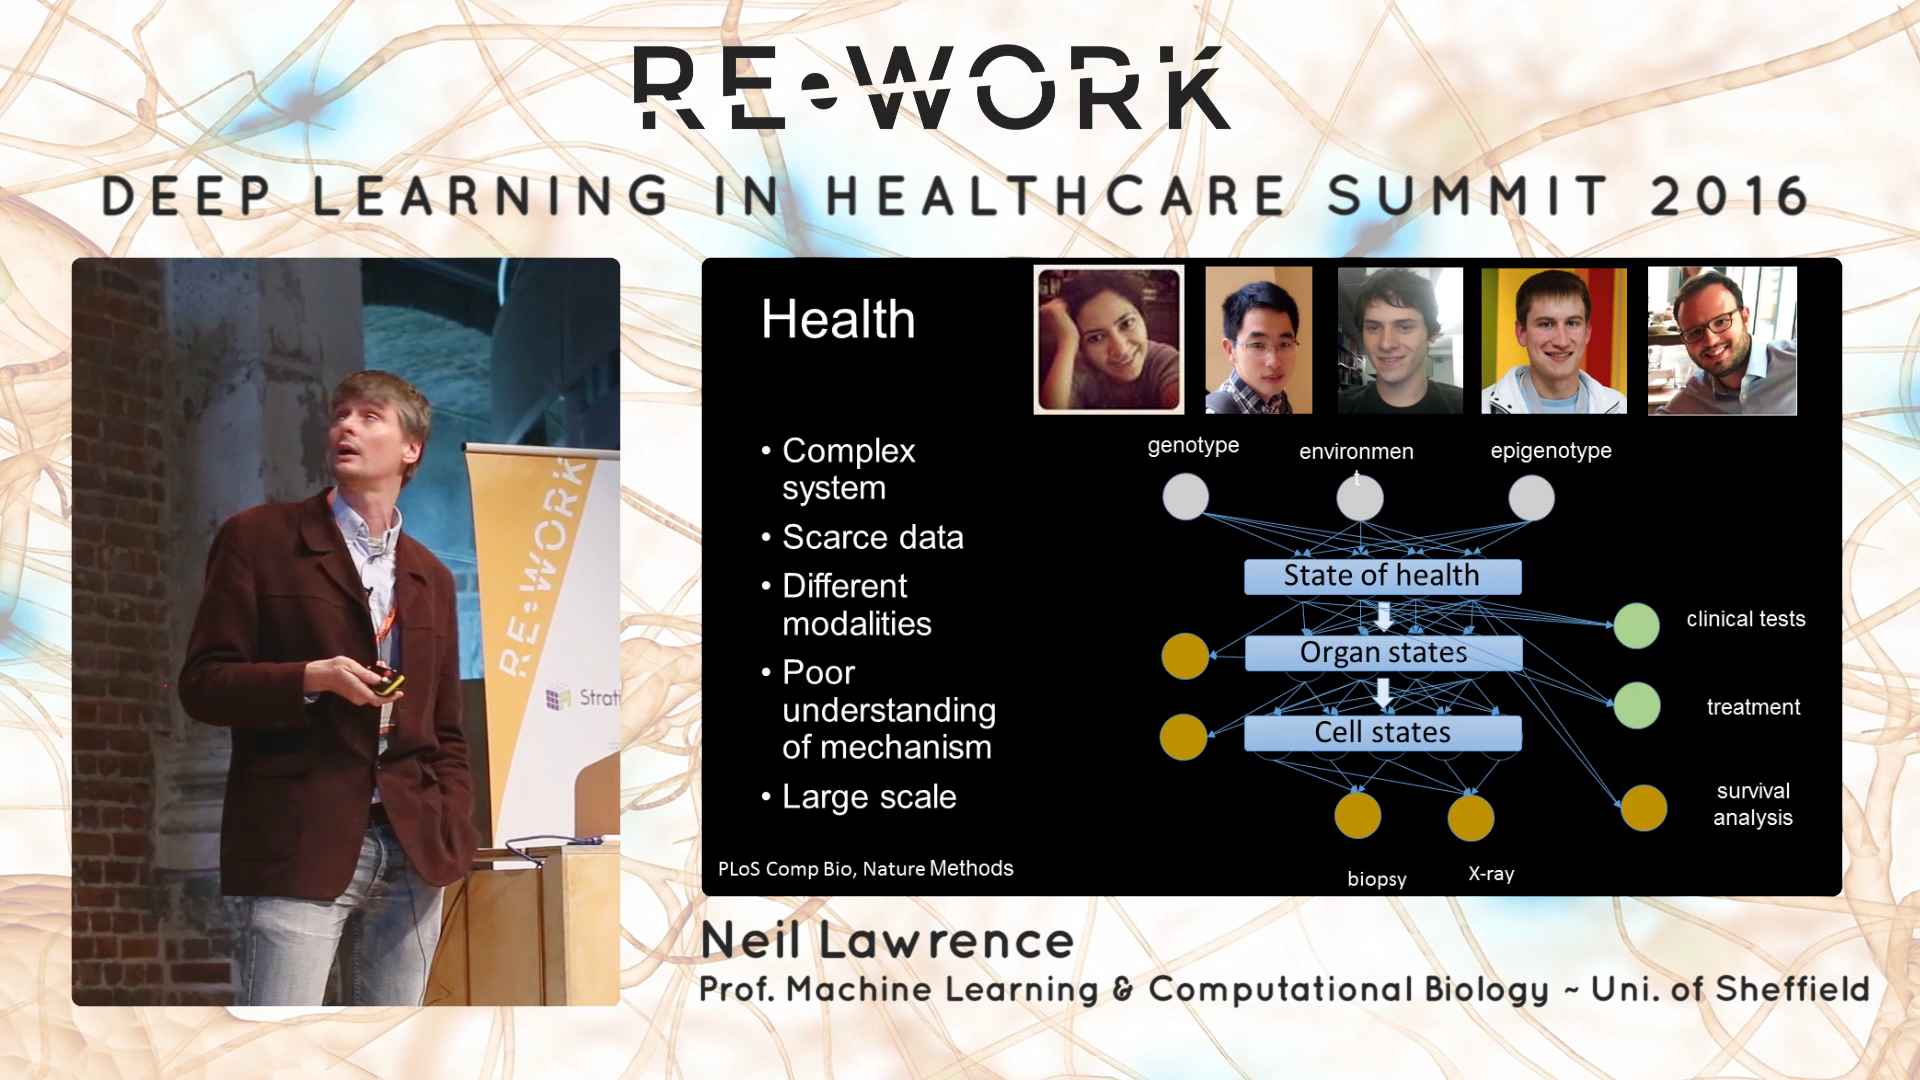 RE•WORK
DEEP LEARNING IN HEALTHCARE SUMMIT 2016
RE•WORK
Health
• Complex
system
• Scarce data
• Different
modalities
• Poor
understanding
of mechanism
• Large scale
PLoS Comp Bio, Nature Methods
genotype
environmen
t
epigenotype
State of health
Organ states
Cell states
clinical tests
treatment
survival
analysis
biopsy
X-ray
Neil Lawrence
Prof. Machine Learning & Computational Biology ~ Uni. of Sheffield